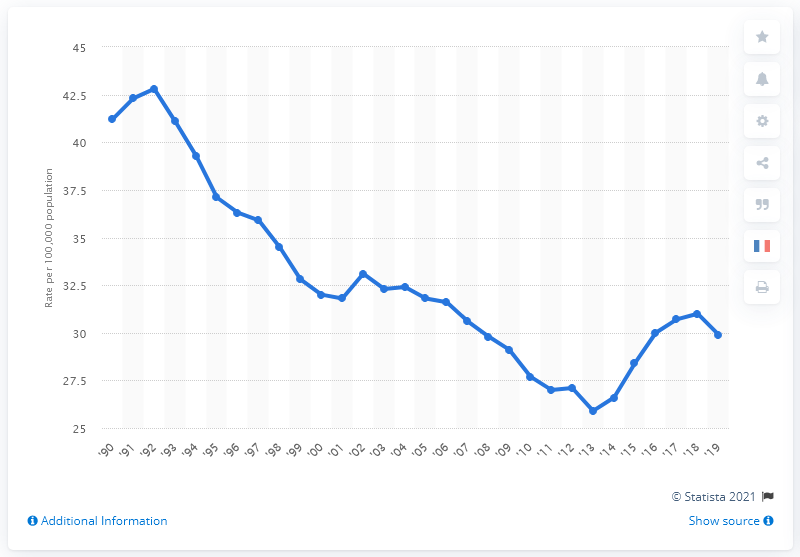 45
42.5
40
37.5
35
32.5
30
27.5
25
Rate per 100,000 population
'90 '91 '92 '93 '94 '95 '96 '97 '98 '99 '00 '01 '02 '03 '04 '05 '06 '07 '08 '09 '10 '11 '12 '13 '14 '15 '16 '17 '18 '19
© Statista 2021
Additional Information
Show source